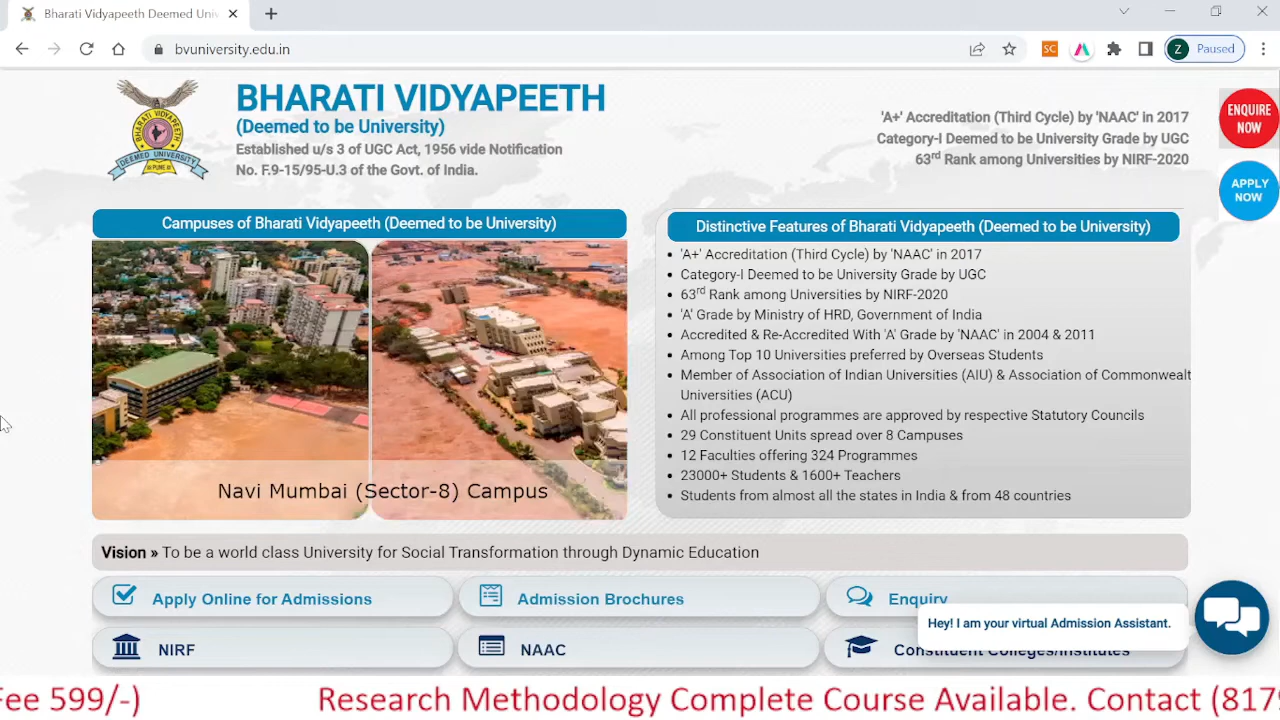 Bharati Vidyapeeth Deemed Univ
bvuniversity.edu.in
SC
Z
Paused
BHARATI VIDYAPEETH
(Deemed to be University)
Established u/s 3 of UGC Act, 1956 vide Notification
No. F.9-15/95-U.3 of the Govt. of India.
BHARATI VIDYAPEETH
DEEMED UNIVERSITY
PUNE
'A+' Accreditation (Third Cycle) by 'NAAC' in 2017
Category-I Deemed to be University Grade by UGC
63rd Rank among Universities by NIRF-2020
ENQUIRE
NOW
APPLY
NOW
Campuses of Bharati Vidyapeeth (Deemed to be University)
Navi Mumbai (Sector-8) Campus
Distinctive Features of Bharati Vidyapeeth (Deemed to be University)
• 'A+' Accreditation (Third Cycle) by 'NAAC' in 2017
• Category-I Deemed to be University Grade by UGC
• 63rd Rank among Universities by NIRF-2020
• 'A' Grade by Ministry of HRD, Government of India
• Accredited & Re-Accredited With 'A' Grade by 'NAAC' in 2004 & 2011
• Among Top 10 Universities preferred by Overseas Students
• Member of Association of Indian Universities (AIU) & Association of Commonwealt
Universities (ACU)
• All professional programmes are approved by respective Statutory Councils
• 29 Constituent Units spread over 8 Campuses
• 12 Faculties offering 324 Programmes
• 23000+ Students & 1600+ Teachers
• Students from almost all the states in India & from 48 countries
Vision » To be a world class University for Social Transformation through Dynamic Education
Apply Online for Admissions
Admission Brochures
Enquiry
Hey! I am your virtual Admission Assistant.
NIRF
NAAC
Constituent Colleges/Institutes
Fee 599/-) Research Methodology Complete Course Available. Contact (8179